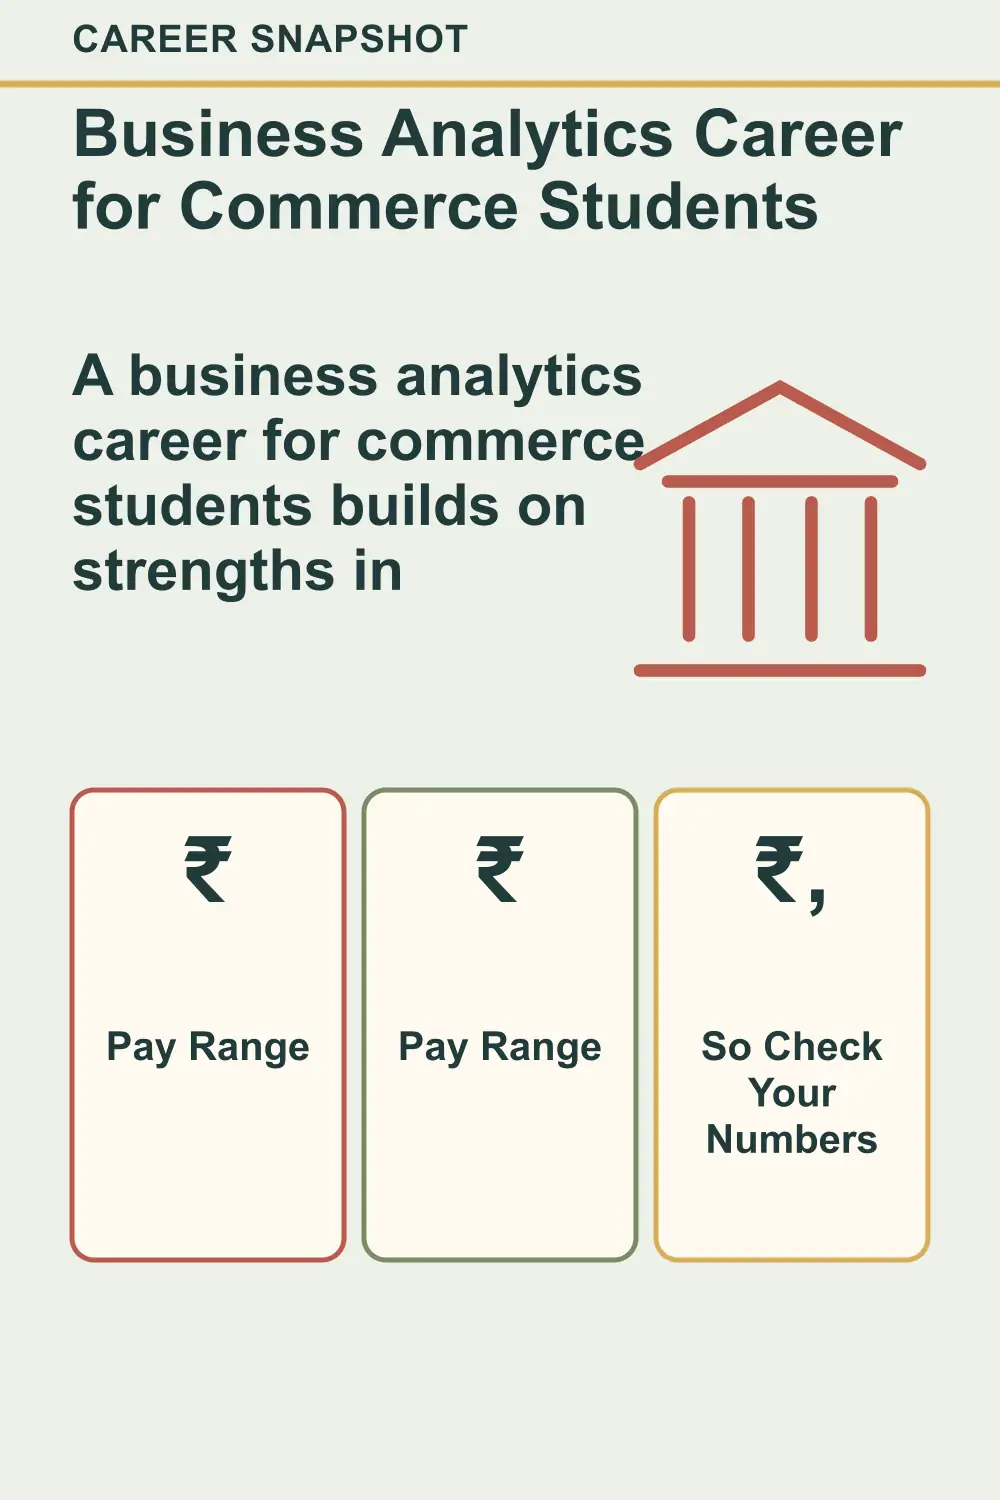 CAREER SNAPSHOT
Business Analytics Career
for Commerce Students
A business analytics
career for commerce
students builds on
strengths in
₹
Pay Range
₹
Pay Range
₹,
So Check
Your
Numbers